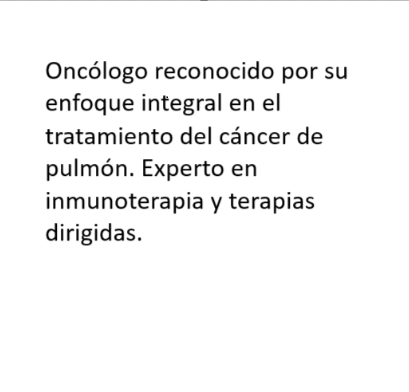 Oncólogo reconocido por su
enfoque integral en el
tratamiento del cáncer de
pulmón. Experto en
inmunoterapia y terapias
dirigidas.